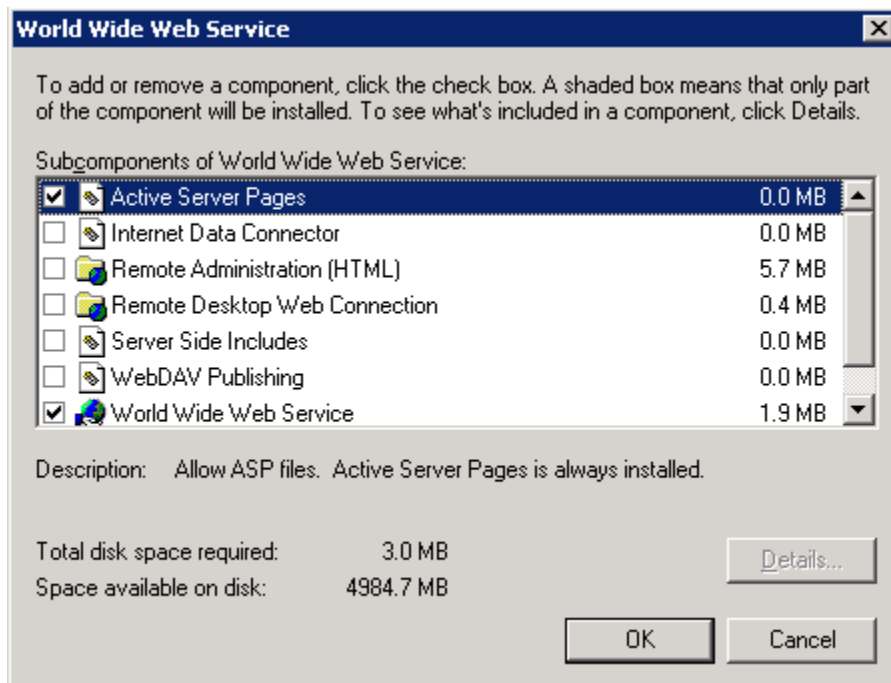 World Wide Web Service
To add or remove a component, click the check box. A shaded box means that only part
of the component will be installed. To see what's included in a component, click Details.
Subcomponents of World Wide Web Service:
Active Server Pages 0.0 MB
Internet Data Connector 0.0 MB
Remote Administration (HTML) 5.7 MB
Remote Desktop Web Connection 0.4 MB
Server Side Includes 0.0 MB
WebDAV Publishing 0.0 MB
World Wide Web Service 1.9 MB
Description: Allow ASP files. Active Server Pages is always installed.
Total disk space required: 3.0 MB
Details...
Space available on disk: 4984.7 MB
OK Cancel